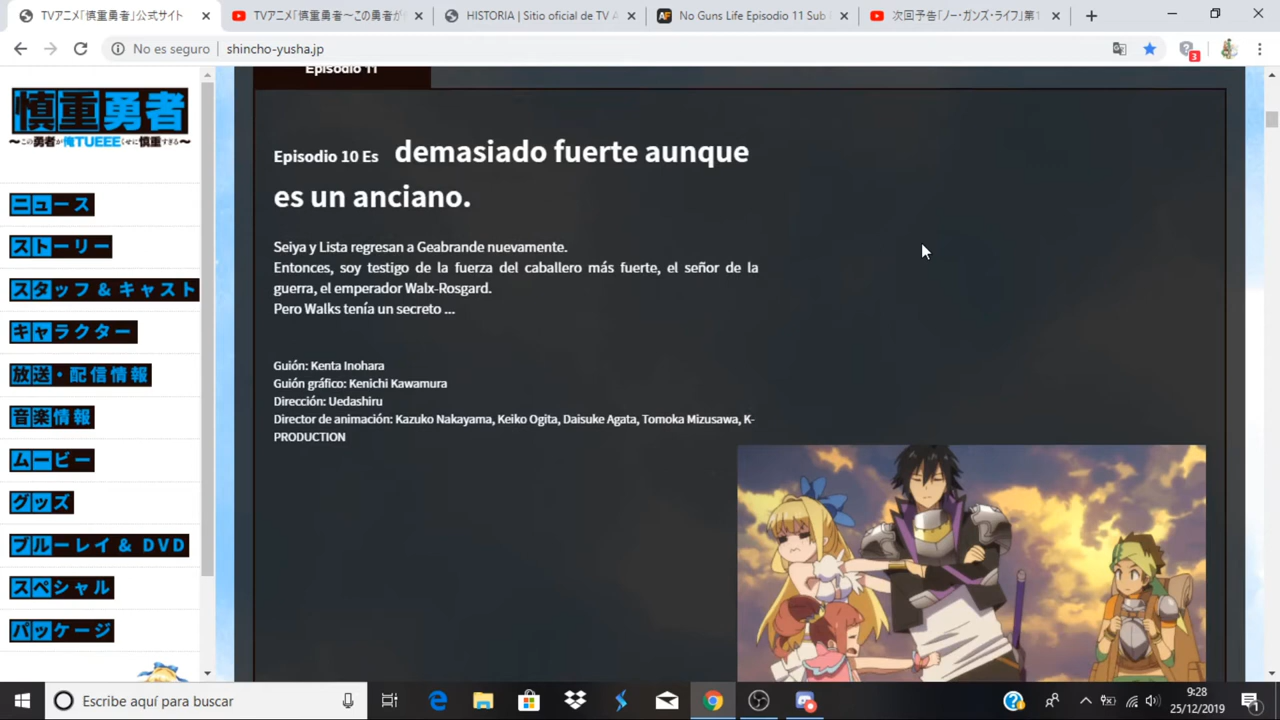 TVアニメ「慎重勇者」公式サイト
TVアニメ「慎重勇者～この勇者が
HISTORIA | Sitio oficial de TV A
No Guns Life Episodio 11 Sub
次回予告「ノー・ガンズ・ライフ」第1
No es seguro | shincho-yusha.jp
3
慎重勇者
～この勇者が俺TUEEEくせに慎重すぎる～
ニュース
ストーリー
スタッフ & キャスト
キャラクター
放送・配信情報
音楽情報
ムービー
グッズ
ブルーレイ & DVD
スペシャル
パッケージ
Episodio 11
Episodio 10 Es demasiado fuerte aunque
es un anciano.
Seiya y Lista regresan a Geabrande nuevamente.
Entonces, soy testigo de la fuerza del caballero más fuerte, el señor de la
guerra, el emperador Walx-Rosgard.
Pero Walks tenía un secreto ...
Guión: Kenta Inohara
Guión gráfico: Kenichi Kawamura
Dirección: Uedashiru
Director de animación: Kazuko Nakayama, Keiko Ogita, Daisuke Agata, Tomoka Mizusawa, K-
PRODUCTION
Escribe aquí para buscar
9:28
25/12/2019
1